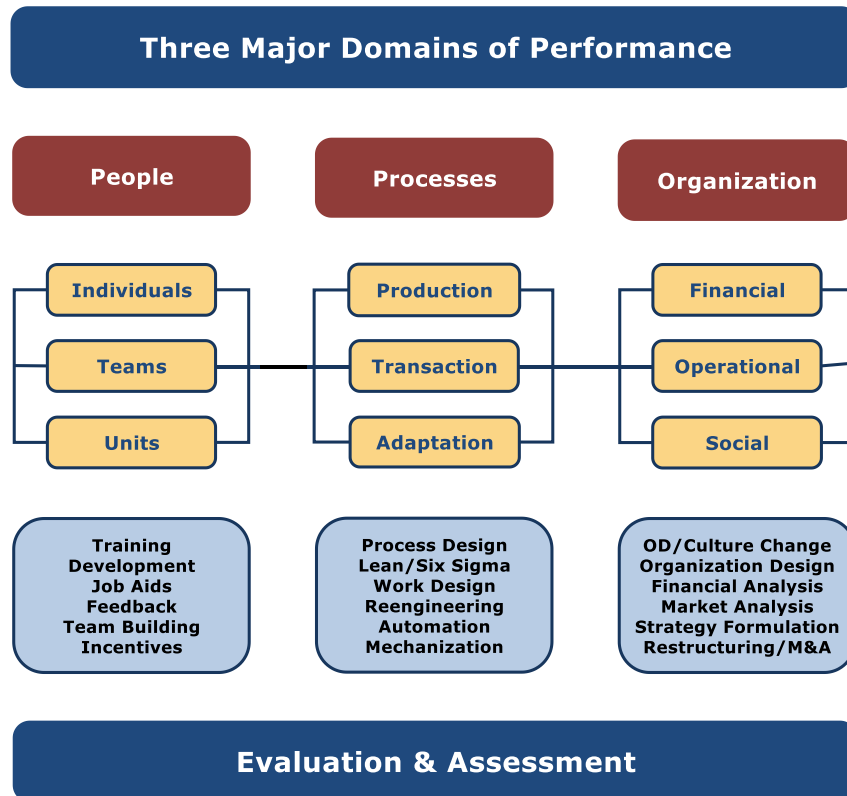 Three Major Domains of Performance
People
Processes
Organization
Individuals
Production
Financial
Teams
Transaction
Operational
Units
Adaptation
Social
Training
Development
Job Aids
Feedback
Team Building
Incentives
Process Design
Lean/Six Sigma
Work Design
Reengineering
Automation
Mechanization
OD/Culture Change
Organization Design
Financial Analysis
Market Analysis
Strategy Formulation
Restructuring/M&A
Evaluation & Assessment